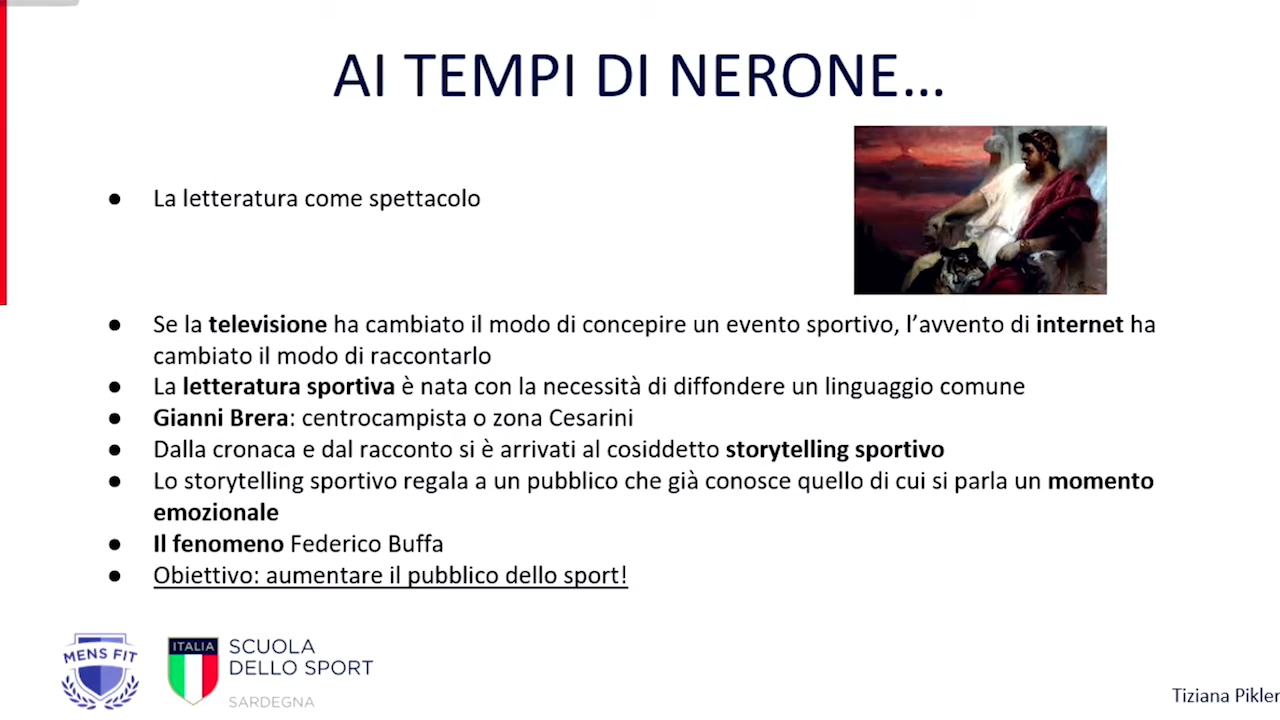 AI TEMPI DI NERONE...
● La letteratura come spettacolo
● Se la televisione ha cambiato il modo di concepire un evento sportivo, l’avvento di internet ha
cambiato il modo di raccontarlo
● La letteratura sportiva è nata con la necessità di diffondere un linguaggio comune
● Gianni Brera: centrocampista o zona Cesarini
● Dalla cronaca e dal racconto si è arrivati al cosiddetto storytelling sportivo
● Lo storytelling sportivo regala a un pubblico che già conosce quello di cui si parla un momento
emozionale
● Il fenomeno Federico Buffa
● Obiettivo: aumentare il pubblico dello sport!
MENS FIT
ITALIA
SCUOLA
DELLO SPORT
SARDEGNA
Tiziana Pikler